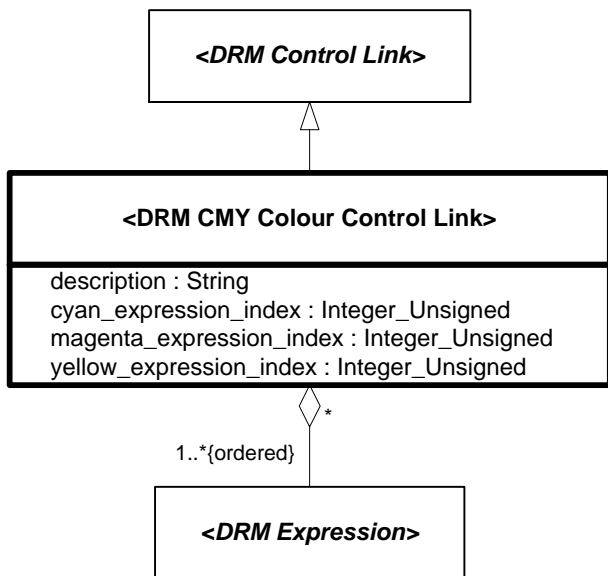 <DRM Control Link>
<DRM CMY Colour Control Link>
description : String
cyan_expression_index : Integer_Unsigned
magenta_expression_index : Integer_Unsigned
yellow_expression_index : Integer_Unsigned
*
1..*{ordered}
<DRM Expression>